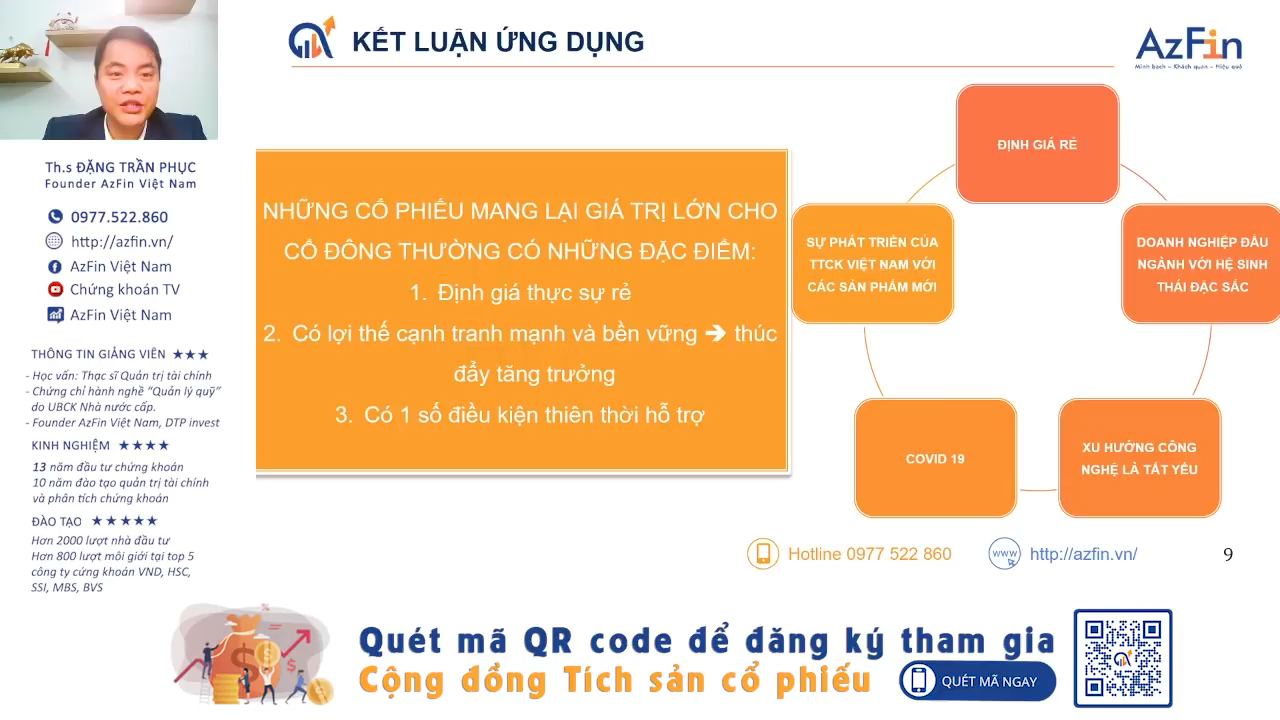 KẾT LUẬN ỨNG DỤNG
AzFin
Minh bạch – Khách quan – Hiệu quả
Th.s ĐẶNG TRẦN PHỤC
Founder AzFin Việt Nam
0977.522.860
http://azfin.vn/
AzFin Việt Nam
Chứng khoán TV
AzFin Việt Nam
THÔNG TIN GIẢNG VIÊN ★★★
- Học vấn: Thạc sĩ Quản trị tài chính
- Chứng chỉ hành nghề "Quản lý quỹ"
do UBCK Nhà nước cấp.
- Founder AzFin Việt Nam, DTP invest
KINH NGHIỆM ★★★★
13 năm đầu tư chứng khoán
10 năm đào tạo quản trị tài chính
và phân tích chứng khoán
ĐÀO TẠO ★★★★★
Hơn 2000 lượt nhà đầu tư
Hơn 800 lượt môi giới tại top 5
công ty cứng khoán VND, HSC,
SSI, MBS, BVS
NHỮNG CỔ PHIẾU MANG LẠI GIÁ TRỊ LỚN CHO
CỔ ĐÔNG THƯỜNG CÓ NHỮNG ĐẶC ĐIỂM:
1. Định giá thực sự rẻ
2. Có lợi thế cạnh tranh mạnh và bền vững ➔ thúc
đẩy tăng trưởng
3. Có 1 số điều kiện thiên thời hỗ trợ
ĐỊNH GIÁ RẺ
SỰ PHÁT TRIỂN CỦA
TTCK VIỆT NAM VỚI
CÁC SẢN PHẨM MỚI
DOANH NGHIỆP ĐẦU
NGÀNH VỚI HỆ SINH
THÁI ĐẶC SẮC
COVID 19
XU HƯỚNG CÔNG
NGHỆ LÀ TẤT YẾU
Hotline 0977 522 860
www
http://azfin.vn/
9
Quét mã QR code để đăng ký tham gia
Cộng đồng Tích sản cổ phiếu
QUÉT MÃ NGAY